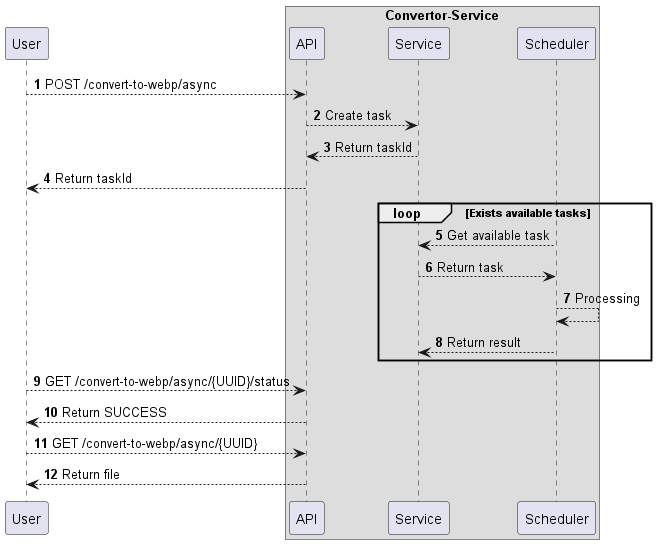 Convertor-Service
User
API
Service
Scheduler
1 POST /convert-to-webp/async
2 Create task
3 Return taskId
4 Return taskId
loop [Exists available tasks]
5 Get available task
6 Return task
7 Processing
8 Return result
9 GET /convert-to-webp/async/{UUID}/status
10 Return SUCCESS
11 GET /convert-to-webp/async/{UUID}
12 Return file
User
API
Service
Scheduler